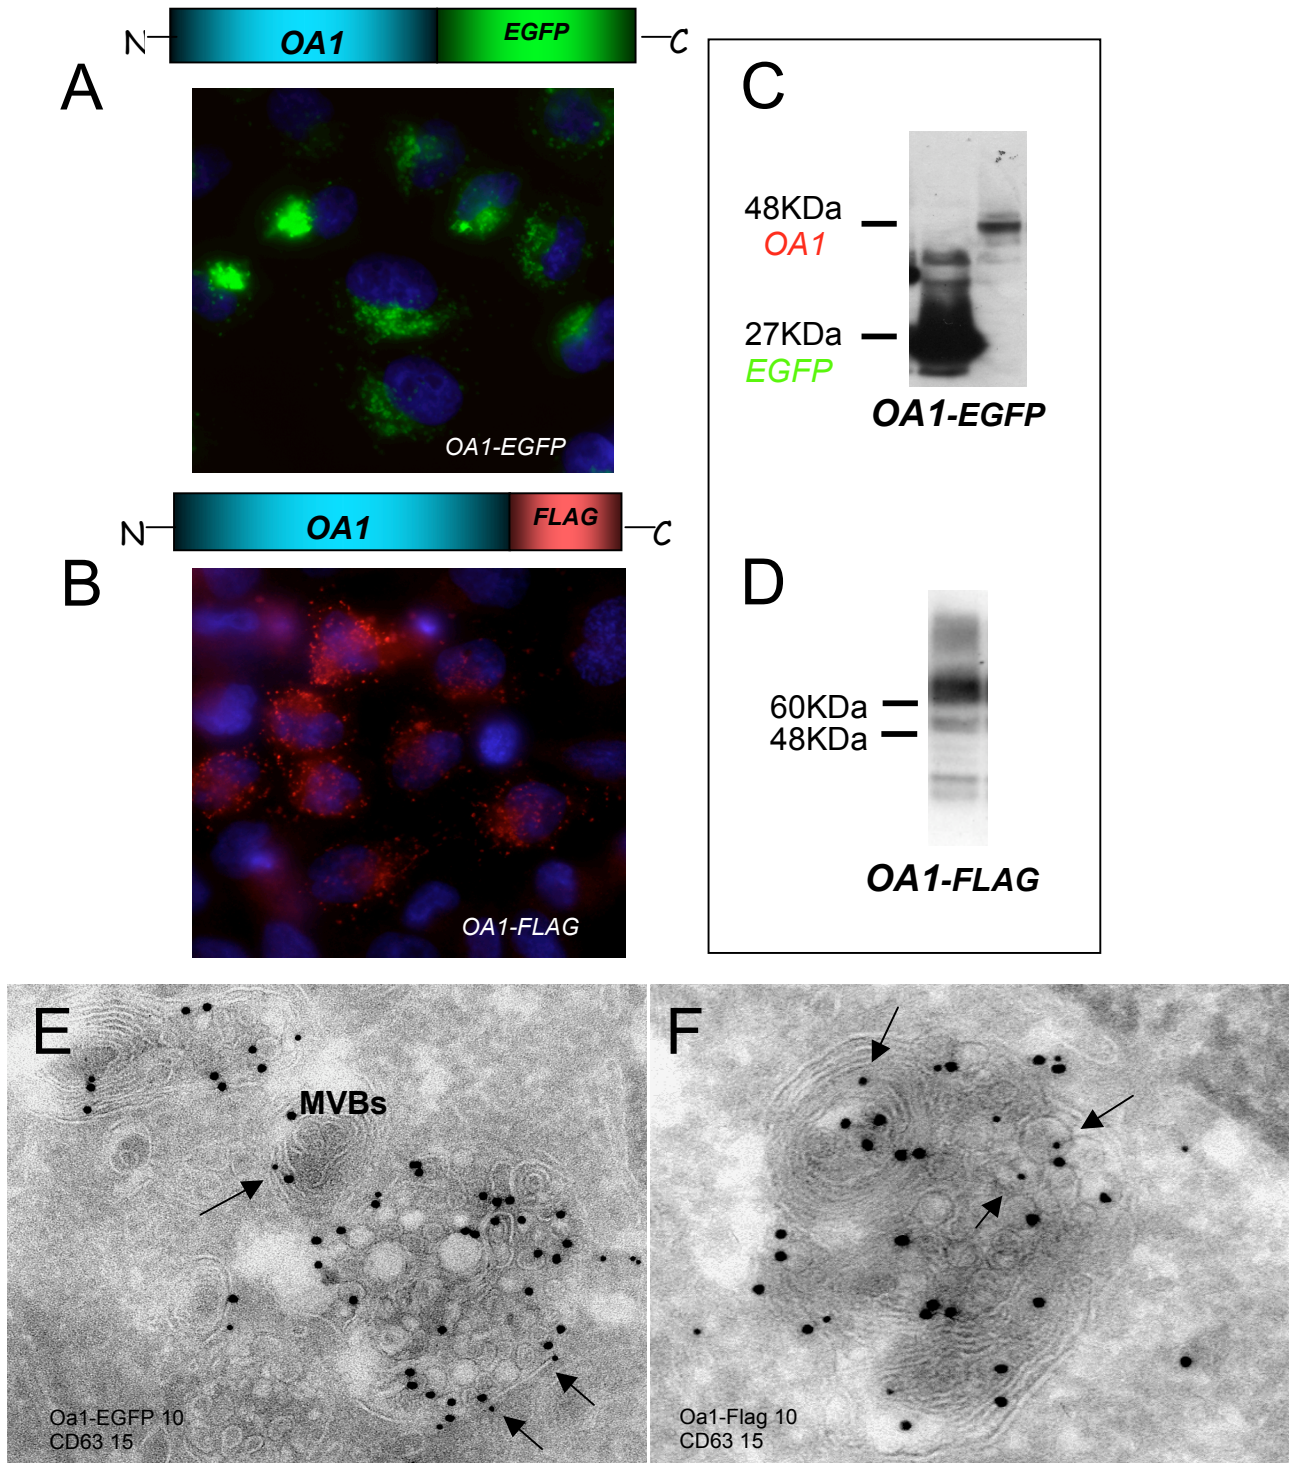 N OA1 EGFP C
A
OA1-EGFP
N OA1 FLAG C
B
OA1-FLAG
C
48KDa
OA1
27KDa
EGFP
OA1-EGFP
D
60KDa
48KDa
OA1-FLAG
E
MVBs
Oa1-EGFP 10
CD63 15
F
Oa1-Flag 10
CD63 15